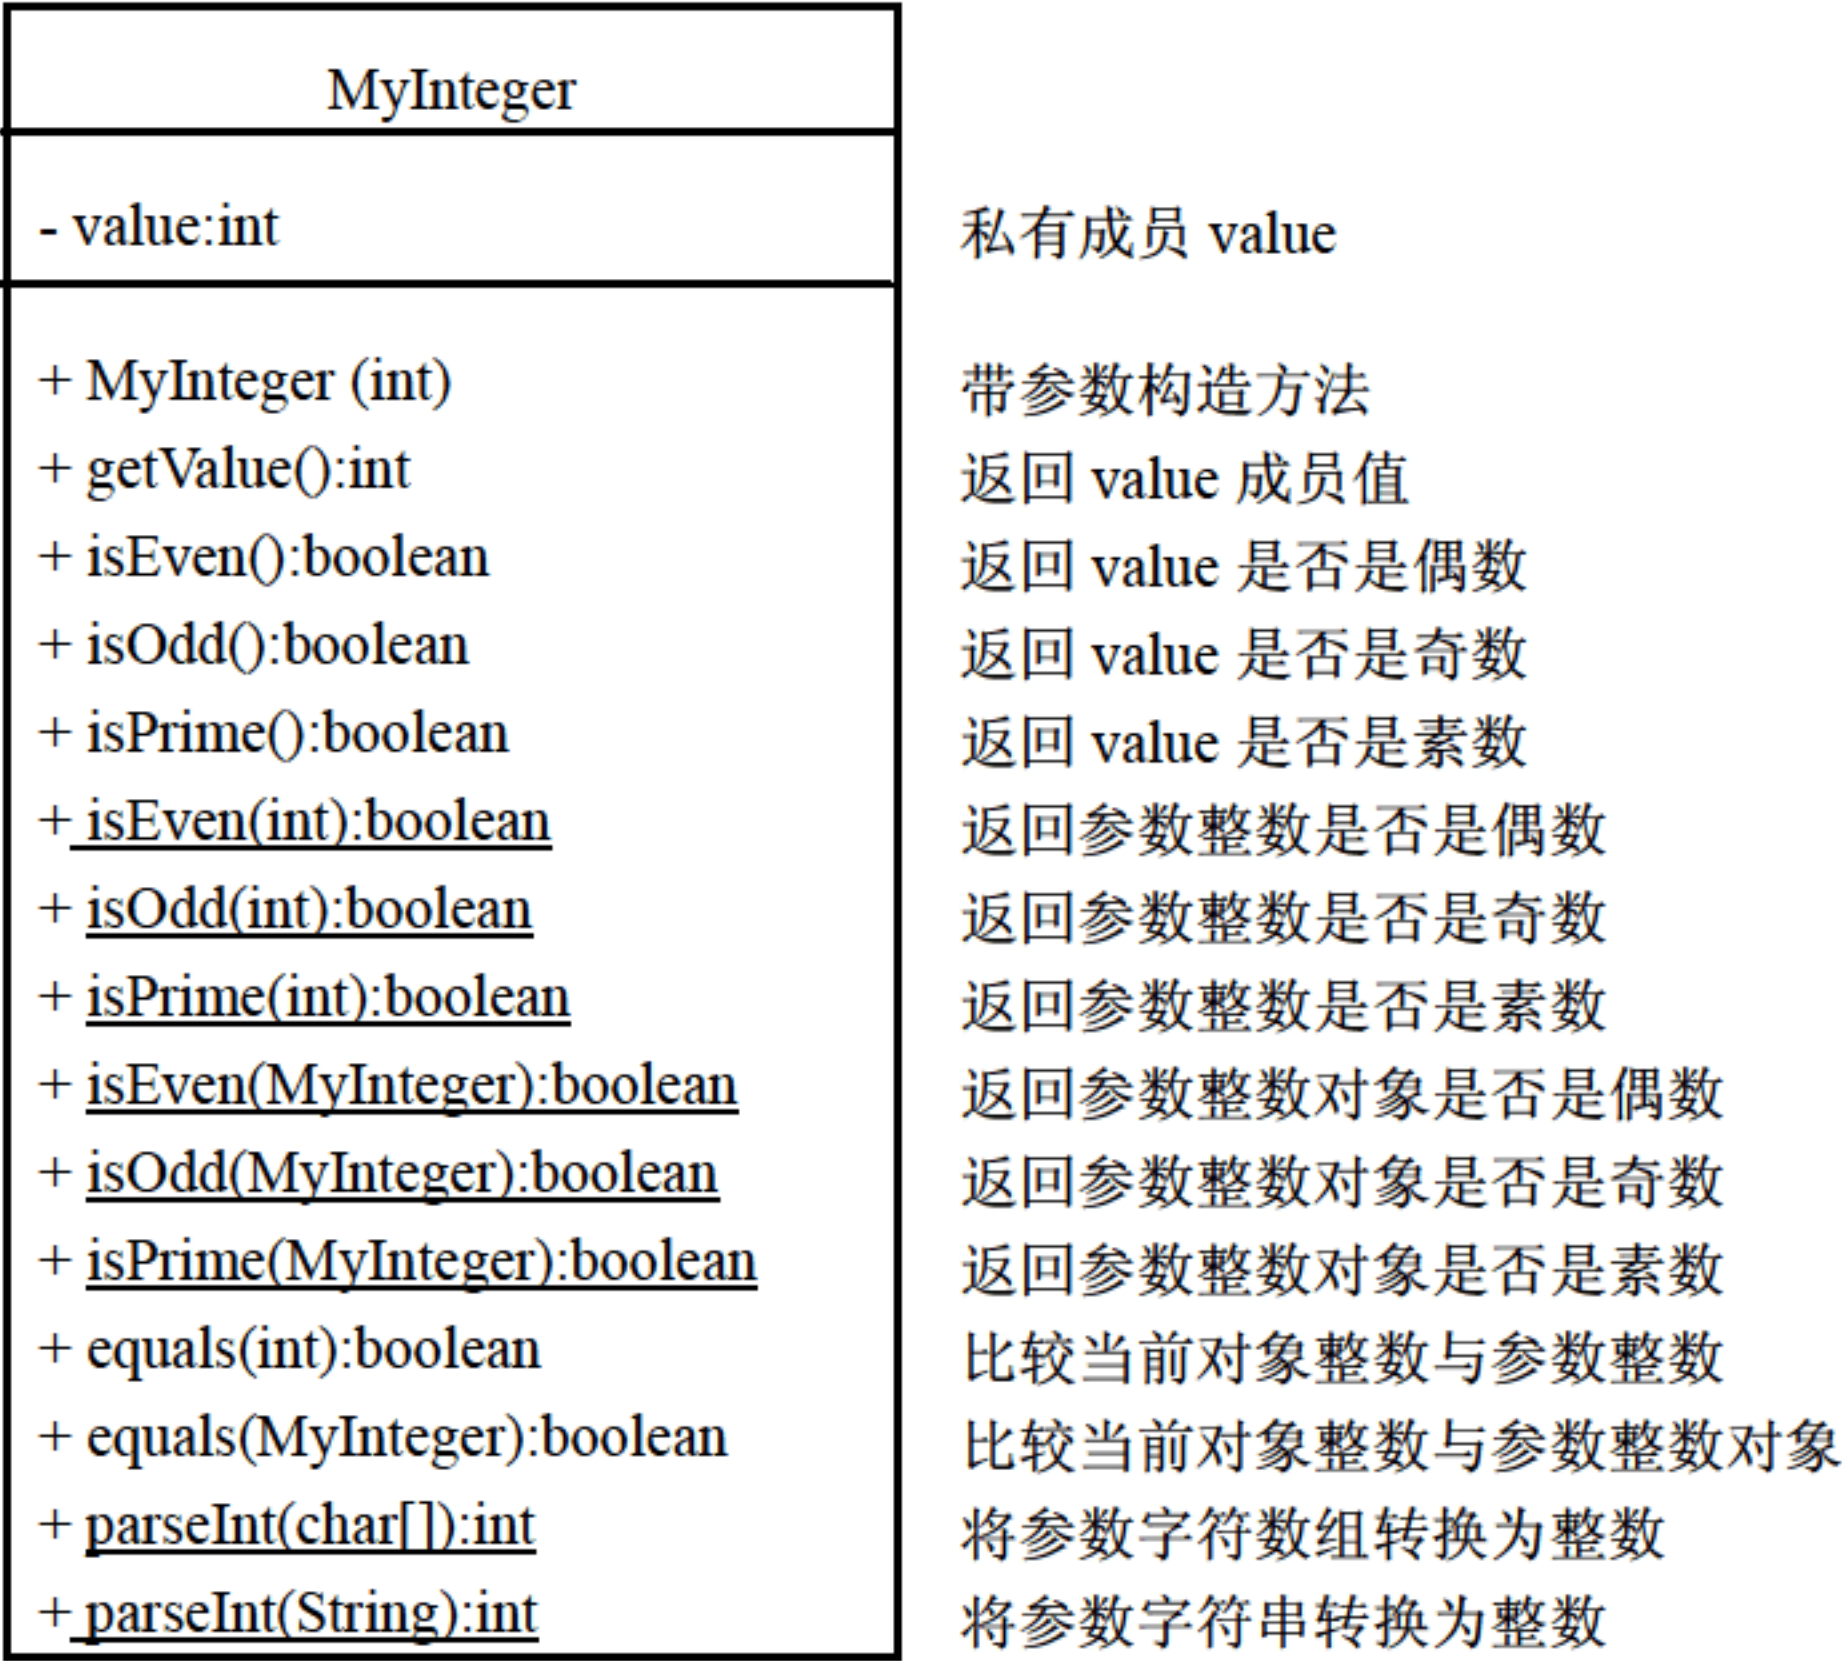 MyInteger
- value:int 私有成员 value
+ MyInteger (int) 带参数构造方法
+ getValue():int 返回 value 成员值
+ isEven():boolean 返回 value 是否是偶数
+ isOdd():boolean 返回 value 是否是奇数
+ isPrime():boolean 返回 value 是否是素数
+ isEven(int):boolean 返回参数整数是否是偶数
+ isOdd(int):boolean 返回参数整数是否是奇数
+ isPrime(int):boolean 返回参数整数是否是素数
+ isEven(MyInteger):boolean 返回参数整数对象是否是偶数
+ isOdd(MyInteger):boolean 返回参数整数对象是否是奇数
+ isPrime(MyInteger):boolean 返回参数整数对象是否是素数
+ equals(int):boolean 比较当前对象整数与参数整数
+ equals(MyInteger):boolean 比较当前对象整数与参数整数对象
+ parseInt(char[]):int 将参数字符数组转换为整数
+ parseInt(String):int 将参数字符串转换为整数